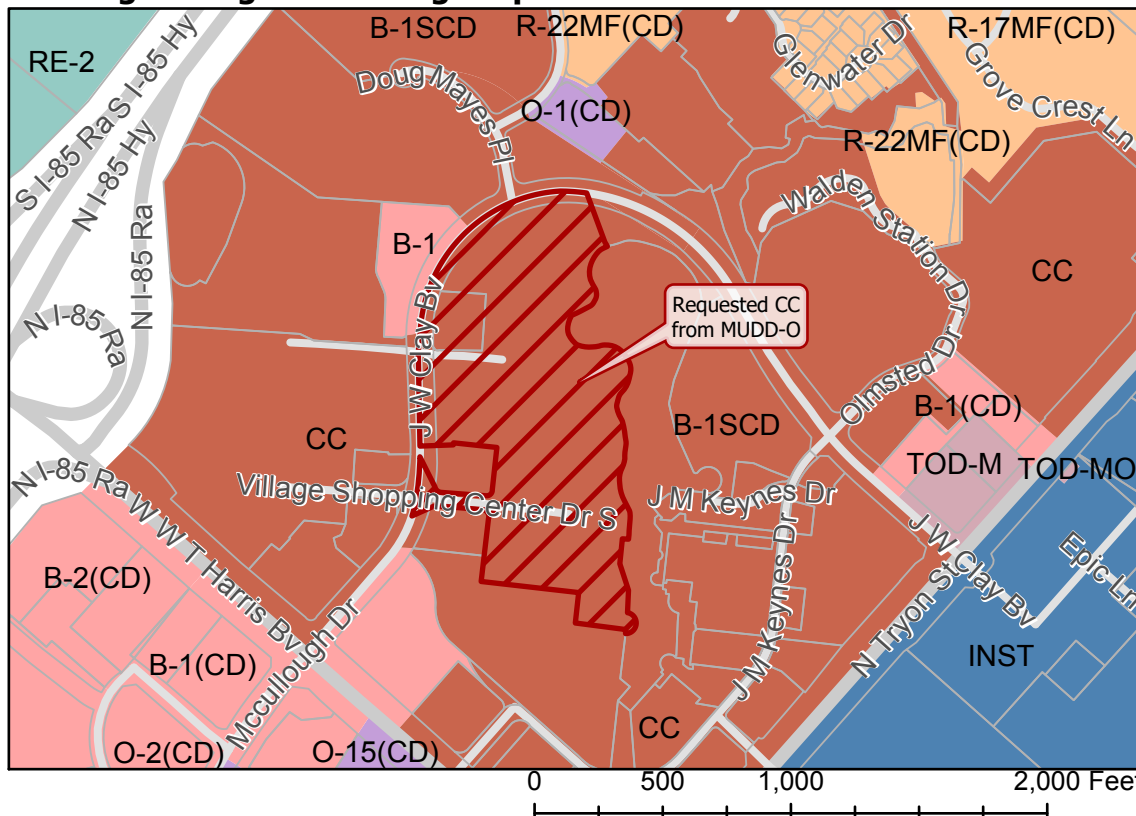 B-1SCD
R-22MF(CD)
R-17MF(CD)
RE-2
Glenwater Dr
Grove Crest Ln
Doug Mayes Pl
O-1(CD)
R-22MF(CD)
S I-85 Ra
S I-85 Hy
N I-85 Hy
N I-85 Ra
N I-85 Ra
Walden Station Dr
B-1
CC
Requested CC
from MUDD-O
J W Clay Bv
Olmsted Dr
B-1(CD)
B-1SCD
CC
TOD-M
TOD-MO
N I-85 Ra
Village Shopping Center Dr S
J M Keynes Dr
W W T Harris Bv
J W Clay Bv
Epic Ln
B-2(CD)
J M Keynes Dr
N Tryon St
B-1(CD)
Mccullough Dr
INST
O-2(CD)
O-15(CD)
CC
0 500 1,000 2,000 Feet